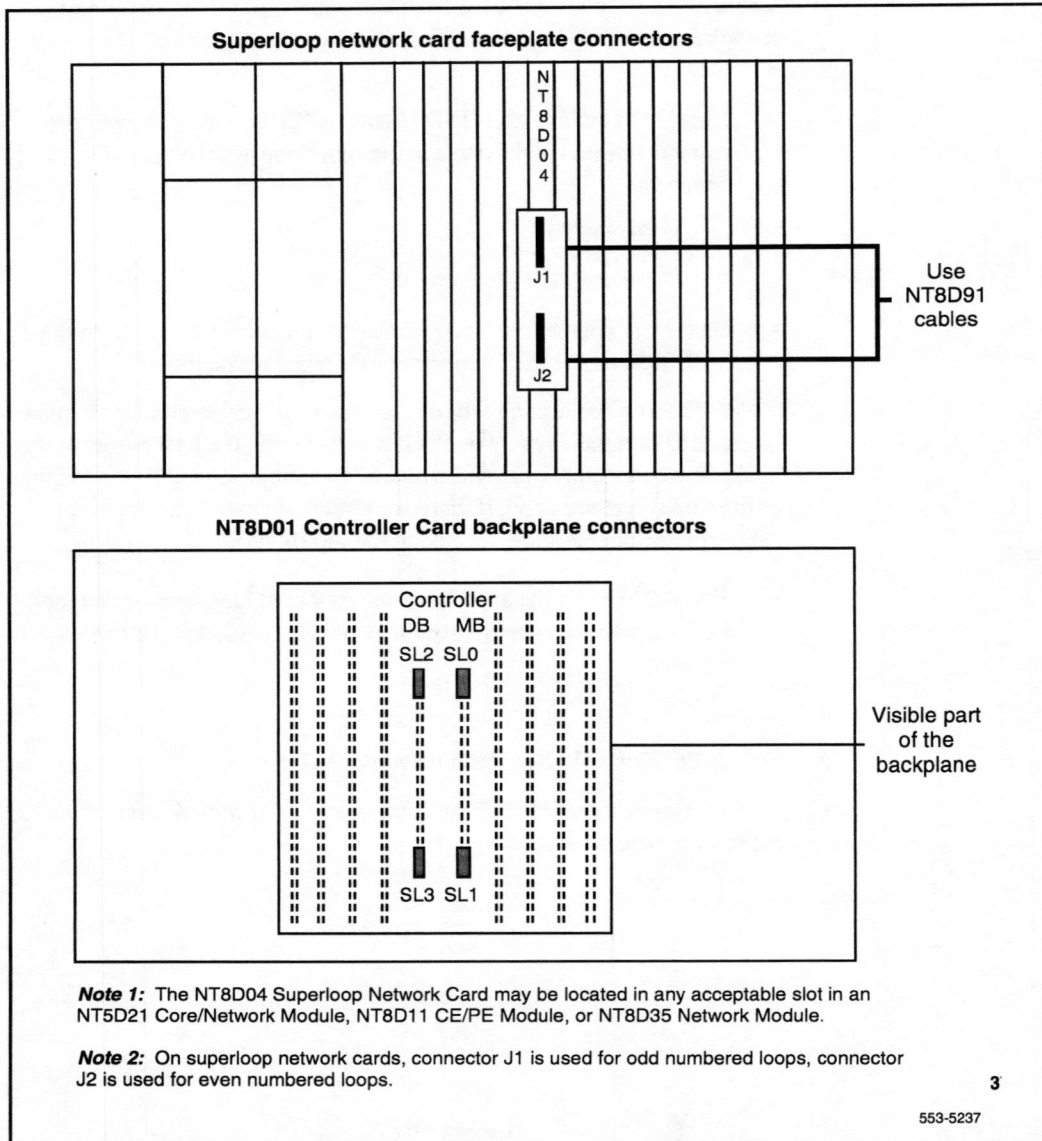 Superloop network card faceplate connectors
N
T
8
D
0
4
J1
J2
Use
NT8D91
cables
NT8D01 Controller Card backplane connectors
Controller
DB MB
SL2 SL0
SL3 SL1
Visible part
of the
backplane
Note 1: The NT8D04 Superloop Network Card may be located in any acceptable slot in an
NT5D21 Core/Network Module, NT8D11 CE/PE Module, or NT8D35 Network Module.
Note 2: On superloop network cards, connector J1 is used for odd numbered loops, connector
J2 is used for even numbered loops.
3
553-5237